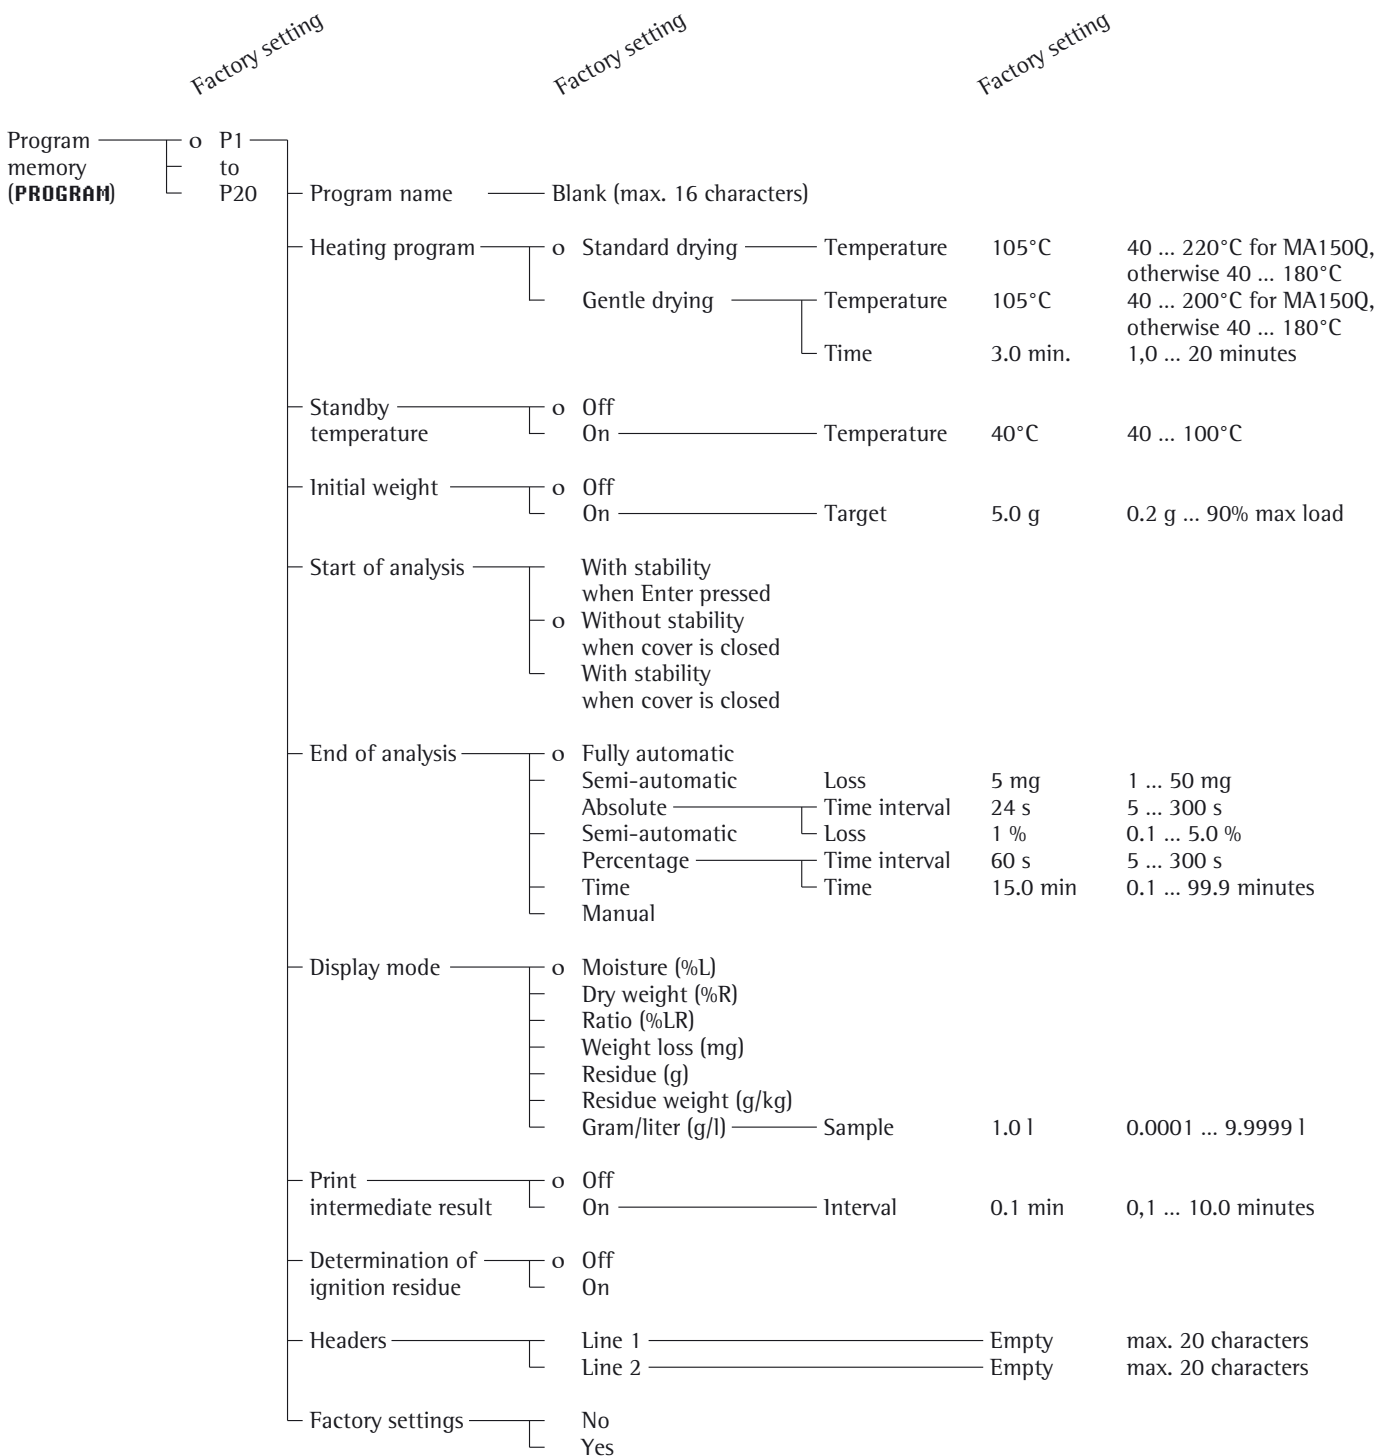 Factory setting Factory setting Factory setting
Program o P1
memory to
(PROGRAM) P20 Program name Blank (max. 16 characters)
Heating program o Standard drying Temperature 105°C 40 ... 220°C for MA150Q,
otherwise 40 ... 180°C
Gentle drying Temperature 105°C 40 ... 200°C for MA150Q,
otherwise 40 ... 180°C
Time 3.0 min. 1,0 ... 20 minutes
Standby o Off
temperature On Temperature 40°C 40 ... 100°C
Initial weight o Off
On Target 5.0 g 0.2 g ... 90% max load
Start of analysis With stability
when Enter pressed
o Without stability
when cover is closed
With stability
when cover is closed
End of analysis o Fully automatic
Semi-automatic Loss 5 mg 1 ... 50 mg
Absolute Time interval 24 s 5 ... 300 s
Semi-automatic Loss 1 % 0.1 ... 5.0 %
Percentage Time interval 60 s 5 ... 300 s
Time Time 15.0 min 0.1 ... 99.9 minutes
Manual
Display mode o Moisture (%L)
Dry weight (%R)
Ratio (%LR)
Weight loss (mg)
Residue (g)
Residue weight (g/kg)
Gram/liter (g/l) Sample 1.0 l 0.0001 ... 9.9999 l
Print o Off
intermediate result On Interval 0.1 min 0,1 ... 10.0 minutes
Determination of o Off
ignition residue On
Headers Line 1 Empty max. 20 characters
Line 2 Empty max. 20 characters
Factory settings No
Yes